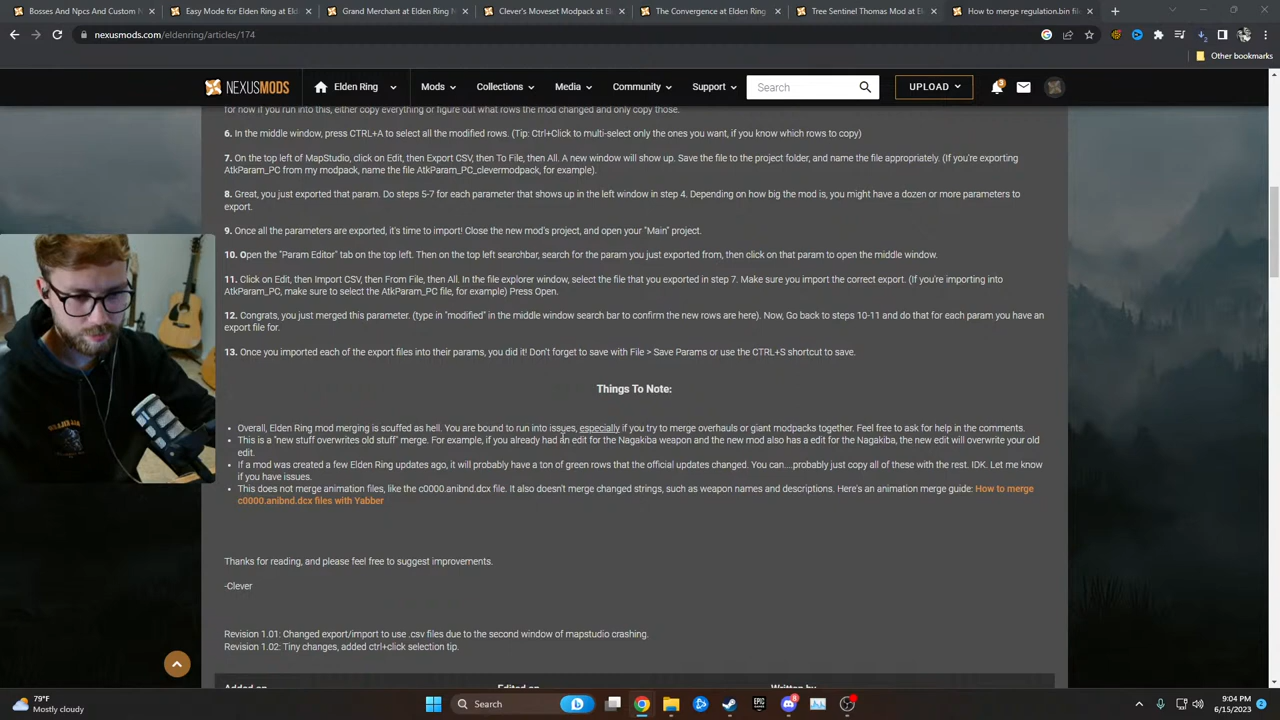 Bosses And Npcs And Custom M
Easy Mode for Elden Ring at Eld
Grand Merchant at Elden Ring N
Clever's Moveset Modpack at El
The Convergence at Elden Ring
Tree Sentinel Thomas Mod at El
How to merge regulation.bin file
nexusmods.com/eldenring/articles/174
Other bookmarks
NEXUSMODS
Elden Ring
Mods
Collections
Media
Community
Support
Search
UPLOAD
for now if you run into this, either copy everything or figure out what rows the mod changed and only copy those.
6. In the middle window, press CTRL+A to select all the modified rows. (Tip: Ctrl+Click to multi-select only the ones you want, if you know which rows to copy)
7. On the top left of MapStudio, click on Edit, then Export CSV, then To File, then All. A new window will show up. Save the file to the project folder, and name the file appropriately. (If you're exporting
AtkParam_PC from my modpack, name the file AtkParam_PC_clevermodpack, for example).
8. Great, you just exported that param. Do steps 5-7 for each parameter that shows up in the left window in step 4. Depending on how big the mod is, you might have a dozen or more parameters to
export.
9. Once all the parameters are exported, it's time to import! Close the new mod's project, and open your "Main" project.
10. Open the "Param Editor" tab on the top left. Then on the top left searchbar, search for the param you just exported from, then click on that param to open the middle window.
11. Click on Edit, then Import CSV, then From File, then All. In the file explorer window, select the file that you exported in step 7. Make sure you import the correct export. (If you're importing into
AtkParam_PC, make sure to select the AtkParam_PC file, for example) Press Open.
12. Congrats, you just merged this parameter. (type in "modified" in the middle window search bar to confirm the new rows are here). Now, Go back to steps 10-11 and do that for each param you have an
export file for.
13. Once you imported each of the export files into their params, you did it! Don't forget to save with File > Save Params or use the CTRL+S shortcut to save.
Things To Note:
Overall, Elden Ring mod merging is scuffed as hell. You are bound to run into issues, especially if you try to merge overhauls or giant modpacks together. Feel free to ask for help in the comments.
This is a "new stuff overwrites old stuff" merge. For example, if you already had an edit for the Nagakiba weapon and the new mod also has a edit for the Nagakiba, the new edit will overwrite your old
edit.
If a mod was created a few Elden Ring updates ago, it will probably have a ton of green rows that the official updates changed. You can....probably just copy all of these with the rest. IDK. Let me know
if you have issues.
This does not merge animation files, like the c0000.anibnd.dcx file. It also doesn't merge changed strings, such as weapon names and descriptions. Here's an animation merge guide: How to merge
c0000.anibnd.dcx files with Yabber
Thanks for reading, and please feel free to suggest improvements.
-Clever
Revision 1.01: Changed export/import to use .csv files due to the second window of mapstudio crashing.
Revision 1.02: Tiny changes, added ctrl+click selection tip.
Added on
Edited on
Written by
79°F
Mostly cloudy
Search
9:04 PM
6/15/2023